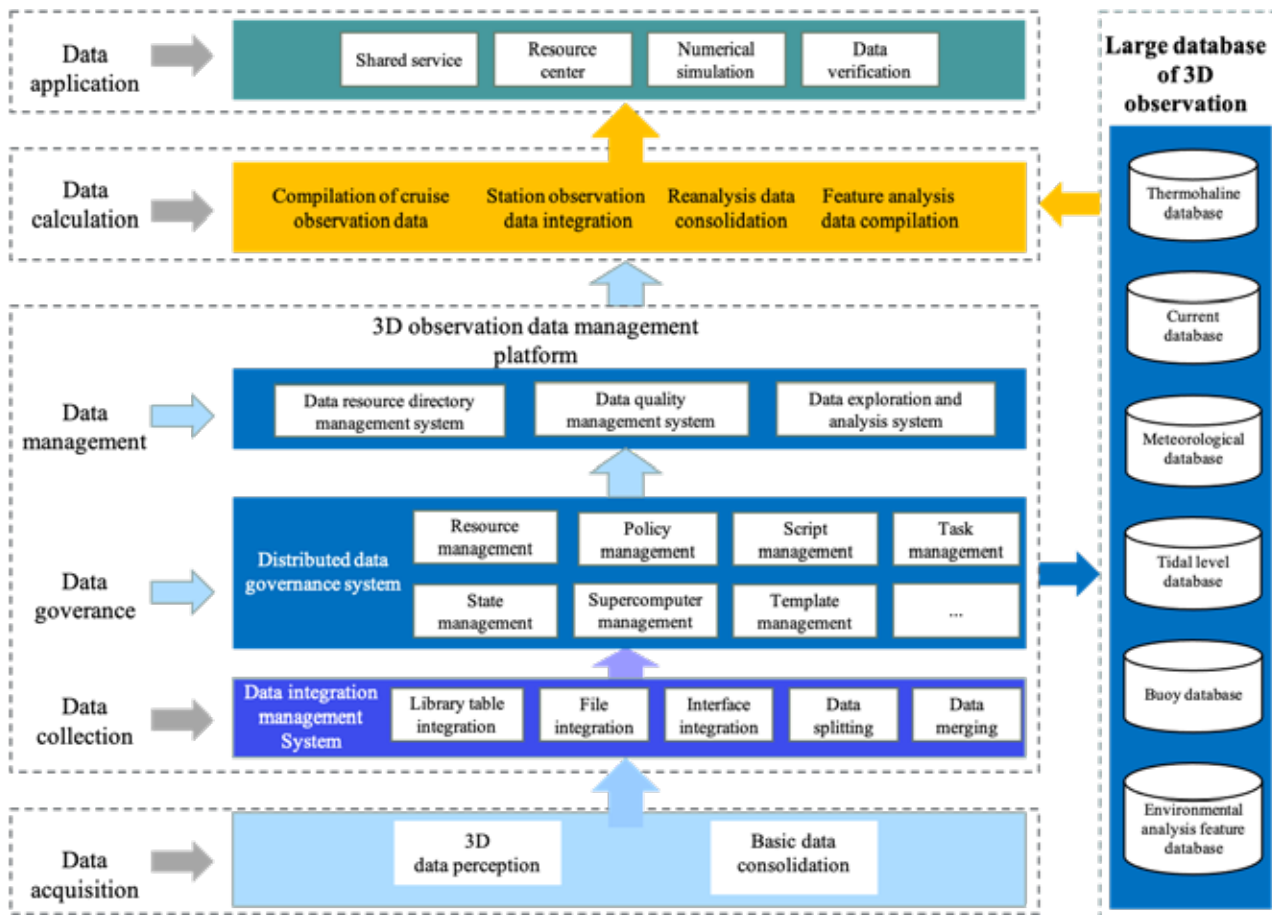 Data
application
Shared service
Resource
center
Numerical
simulation
Data
verification
Data
calculation
Compilation of cruise
observation data
Station observation
data integration
Reanalysis data
consolidation
Feature analysis
data compilation
3D observation data management
platform
Data
management
Data resource directory
management system
Data quality
management system
Data exploration and
analysis system
Data
goverance
Distributed data
governance system
Resource
management
Policy
management
Script
management
Task
management
State
management
Supercomputer
management
Template
management
...
Data
collection
Data integration
management
System
Library table
integration
File
integration
Interface
integration
Data
splitting
Data
merging
Data
acquisition
3D
data perception
Basic data
consolidation
Large database
of 3D
observation
Thermohaline
database
Current
database
Meteorological
database
Tidal level
database
Buoy database
Environmental
analysis feature
database